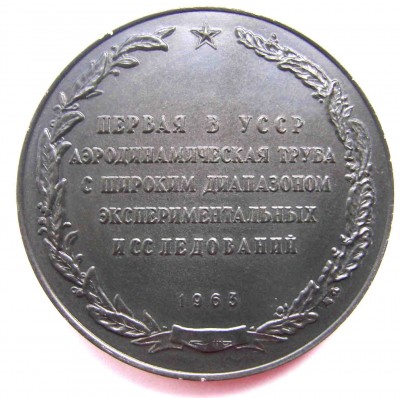 ПЕРВАЯ В УССР
АЭРОДИНАМИЧЕСКАЯ ТРУБА
С ШИРОКИМ ДИАПАЗОНОМ
ЭКСПЕРИМЕНТАЛЬНЫХ
ИССЛЕДОВАНИЙ
1963